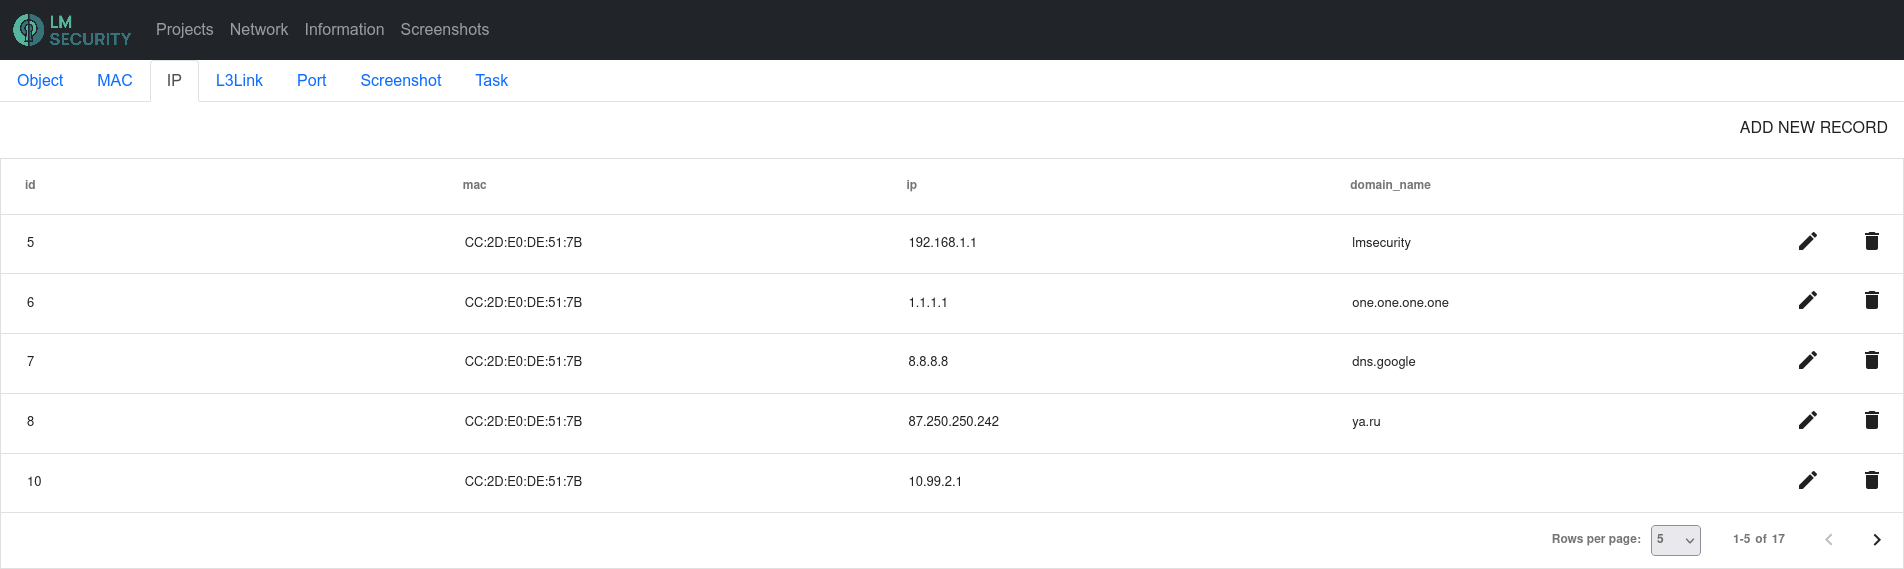 LM
SECURITY
Projects Network Information Screenshots
Object MAC IP L3Link Port Screenshot Task
ADD NEW RECORD
id mac ip domain_name
5 CC:2D:E0:DE:51:7B 192.168.1.1 lmsecurity
6 CC:2D:E0:DE:51:7B 1.1.1.1 one.one.one.one
7 CC:2D:E0:DE:51:7B 8.8.8.8 dns.google
8 CC:2D:E0:DE:51:7B 87.250.250.242 ya.ru
10 CC:2D:E0:DE:51:7B 10.99.2.1
Rows per page: 5 1-5 of 17